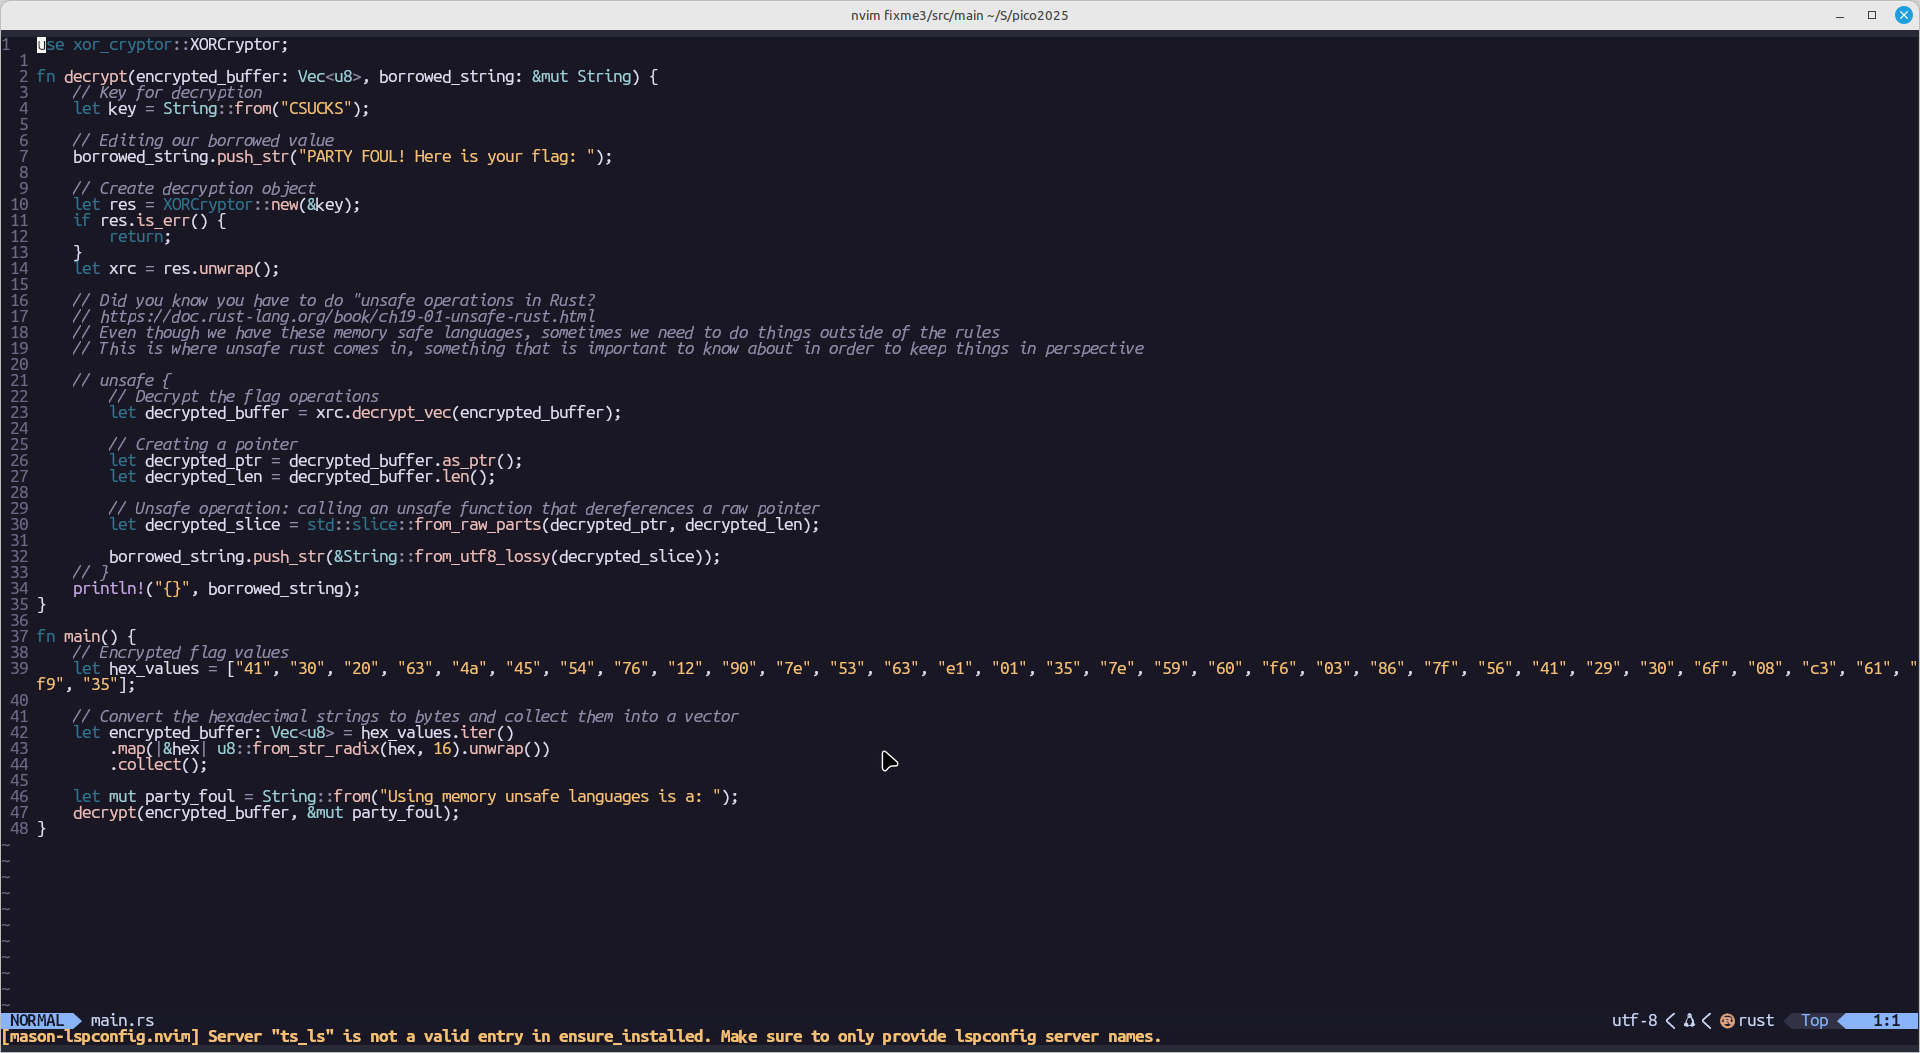 nvim fixme3/src/main ~/S/pico2025
1 use xor_cryptor::XORCryptor;
1
2 fn decrypt(encrypted_buffer: Vec<u8>, borrowed_string: &mut String) {
3     // Key for decryption
4     let key = String::from("CSUCKS");
5
6     // Editing our borrowed value
7     borrowed_string.push_str("PARTY FOUL! Here is your flag: ");
8
9     // Create decryption object
10     let res = XORCryptor::new(&key);
11     if res.is_err() {
12         return;
13     }
14     let xrc = res.unwrap();
15
16     // Did you know you have to do "unsafe operations in Rust?
17     // https://doc.rust-lang.org/book/ch19-01-unsafe-rust.html
18     // Even though we have these memory safe languages, sometimes we need to do things outside of the rules
19     // This is where unsafe rust comes in, something that is important to know about in order to keep things in perspective
20
21     // unsafe {
22         // Decrypt the flag operations
23         let decrypted_buffer = xrc.decrypt_vec(encrypted_buffer);
24
25         // Creating a pointer
26         let decrypted_ptr = decrypted_buffer.as_ptr();
27         let decrypted_len = decrypted_buffer.len();
28
29         // Unsafe operation: calling an unsafe function that dereferences a raw pointer
30         let decrypted_slice = std::slice::from_raw_parts(decrypted_ptr, decrypted_len);
31
32         borrowed_string.push_str(&String::from_utf8_lossy(decrypted_slice));
33     // }
34     println!("{}", borrowed_string);
35 }
36
37 fn main() {
38     // Encrypted flag values
39     let hex_values = ["41", "30", "20", "63", "4a", "45", "54", "76", "12", "90", "7e", "53", "63", "e1", "01", "35", "7e", "59", "60", "f6", "03", "86", "7f", "56", "41", "29", "30", "6f", "08", "c3", "61", "
f9", "35"];
40
41     // Convert the hexadecimal strings to bytes and collect them into a vector
42     let encrypted_buffer: Vec<u8> = hex_values.iter()
43         .map(|&hex| u8::from_str_radix(hex, 16).unwrap())
44         .collect();
45
46     let mut party_foul = String::from("Using memory unsafe languages is a: ");
47     decrypt(encrypted_buffer, &mut party_foul);
48 }
~
~
~
~
~
~
~
~
~
~
~
NORMAL main.rs utf-8 < < rust Top 1:1
[mason-lspconfig.nvim] Server "ts_ls" is not a valid entry in ensure_installed. Make sure to only provide lspconfig server names.